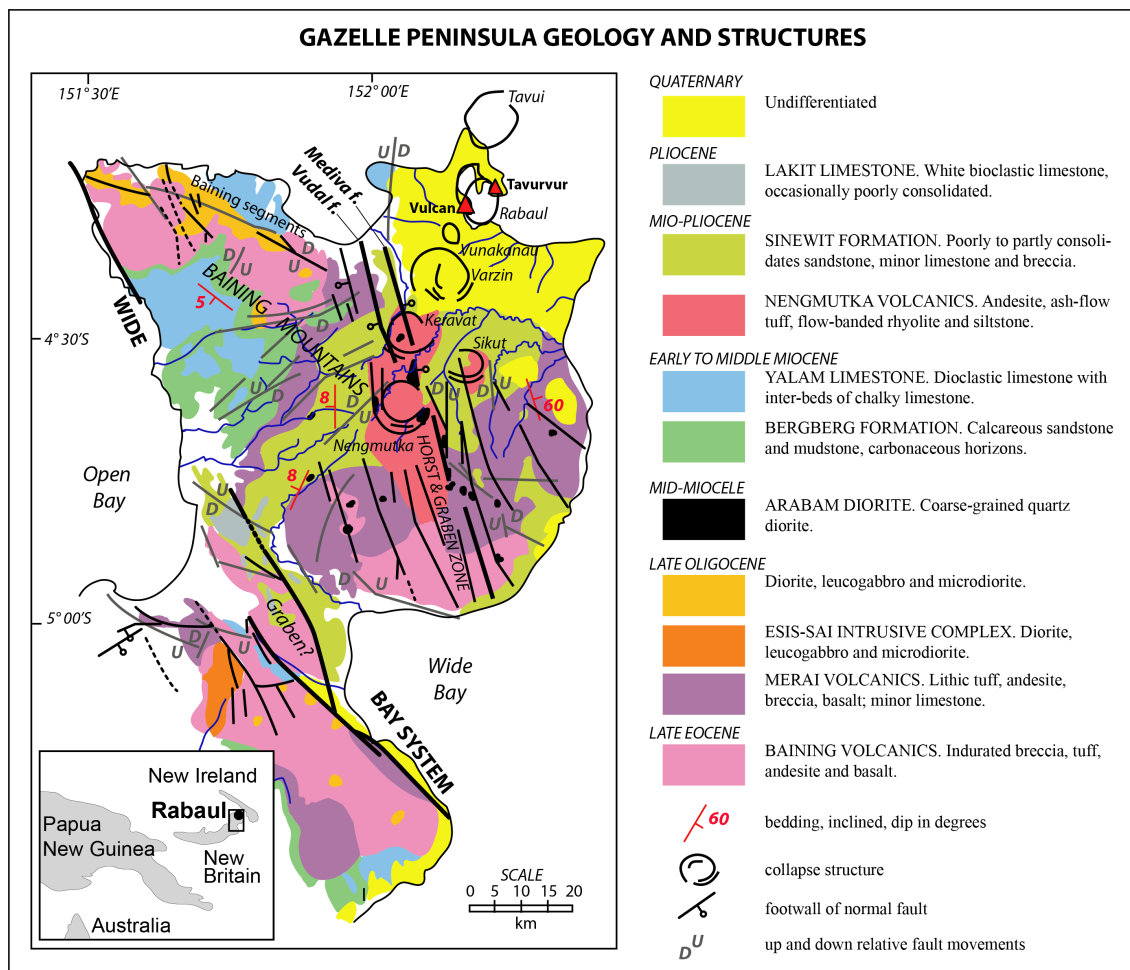 GAZELLE PENINSULA GEOLOGY AND STRUCTURES
151° 30'E
152° 00'E
4° 30'S
5° 00'S
Tavui
U D
Medivaf.
Vudal f.
Tavurvur
Vulcan
Rabaul
Baining segments
Vunakanau
Varzin
D
U
D
U
5
WIDE
BAINING
MOUNTAINS
D
Keravat
Sikut
U
D
8
D
U
D
U
D
U
60
Nengmutka
HORST & GRABEN ZONE
Open
Bay
8
U
D
U
D
D
U
Graben?
D
U
U
Wide
Bay
BAY SYSTEM
New Ireland
Rabaul
Papua
New Guinea
New
Britain
Australia
SCALE
0 5 10 15 20
km
QUATERNARY
Undifferentiated
PLIOCENE
LAKIT LIMESTONE. White bioclastic limestone,
occasionally poorly consolidated.
MIO-PLIOCENE
SINEWIT FORMATION. Poorly to partly consoli-
dates sandstone, minor limestone and breccia.
NENGMUTKA VOLCANICS. Andesite, ash-flow
tuff, flow-banded rhyolite and siltstone.
EARLY TO MIDDLE MIOCENE
YALAM LIMESTONE. Dioclastic limestone with
inter-beds of chalky limestone.
BERGBERG FORMATION. Calcareous sandstone
and mudstone, carbonaceous horizons.
MID-MIOCELE
ARABAM DIORITE. Coarse-grained quartz
diorite.
LATE OLIGOCENE
Diorite, leucogabbro and microdiorite.
ESIS-SAI INTRUSIVE COMPLEX. Diorite,
leucogabbro and microdiorite.
MERAI VOLCANICS. Lithic tuff, andesite,
breccia, basalt; minor limestone.
LATE EOCENE
BAINING VOLCANICS. Indurated breccia, tuff,
andesite and basalt.
60 bedding, inclined, dip in degrees
collapse structure
footwall of normal fault
D U up and down relative fault movements